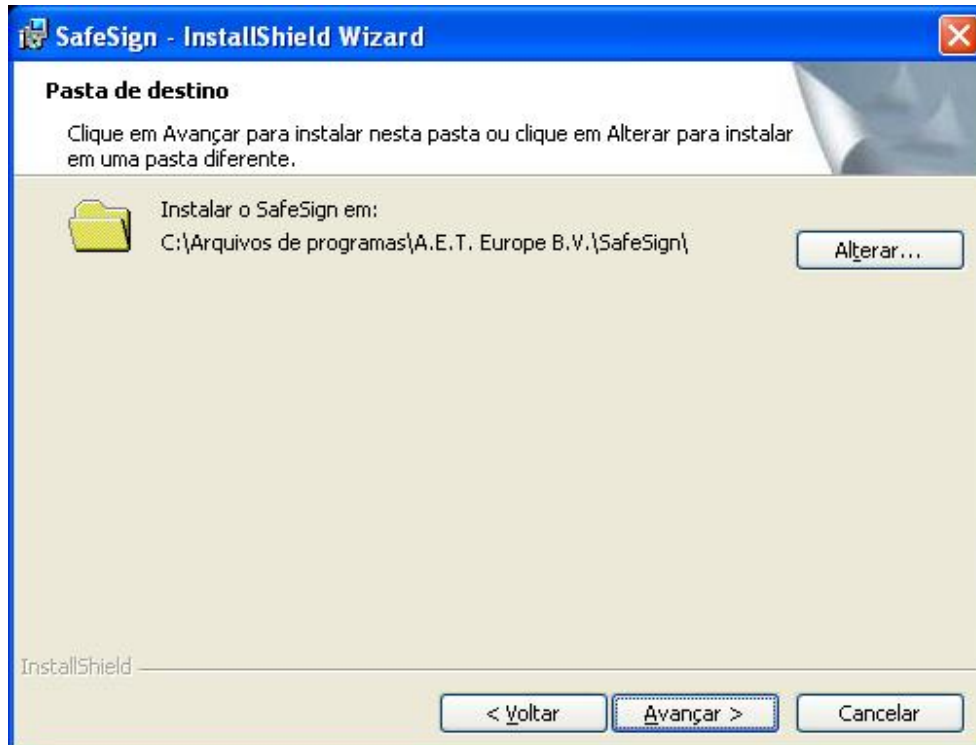 SafeSign - InstallShield Wizard
Pasta de destino
Clique em Avançar para instalar nesta pasta ou clique em Alterar para instalar
em uma pasta diferente.
Instalar o SafeSign em:
C:\Arquivos de programas\A.E.T. Europe B.V.\SafeSign\
Alterar...
InstallShield
< Voltar
Avançar >
Cancelar